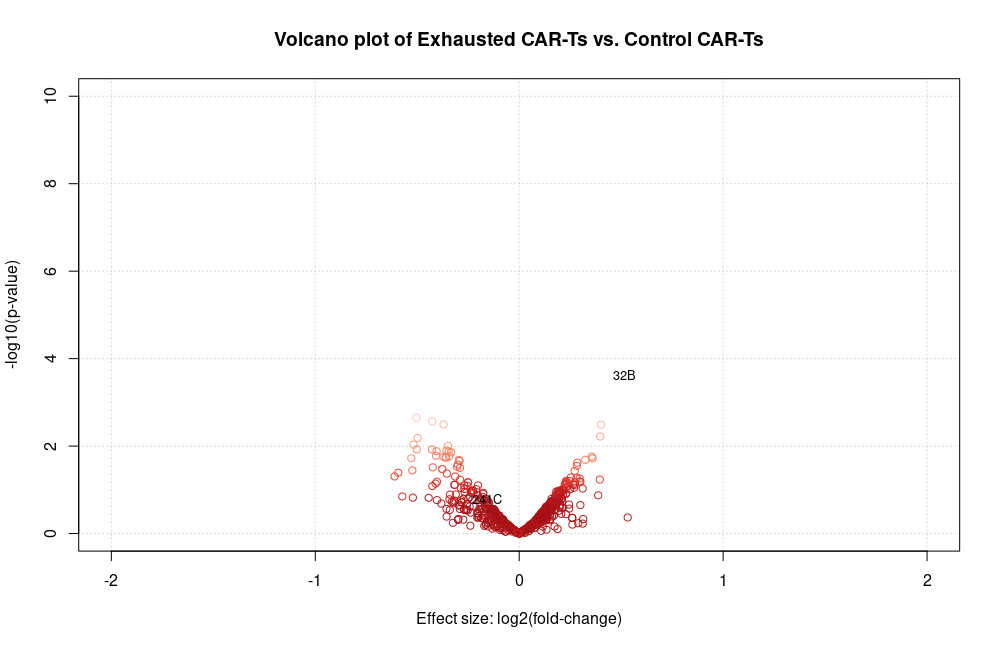 Volcano plot of Exhausted CAR-Ts vs. Control CAR-Ts
10
8
6
4
2
0
-log10(p-value)
32B
241C
-2
-1
0
1
2
Effect size: log2(fold-change)